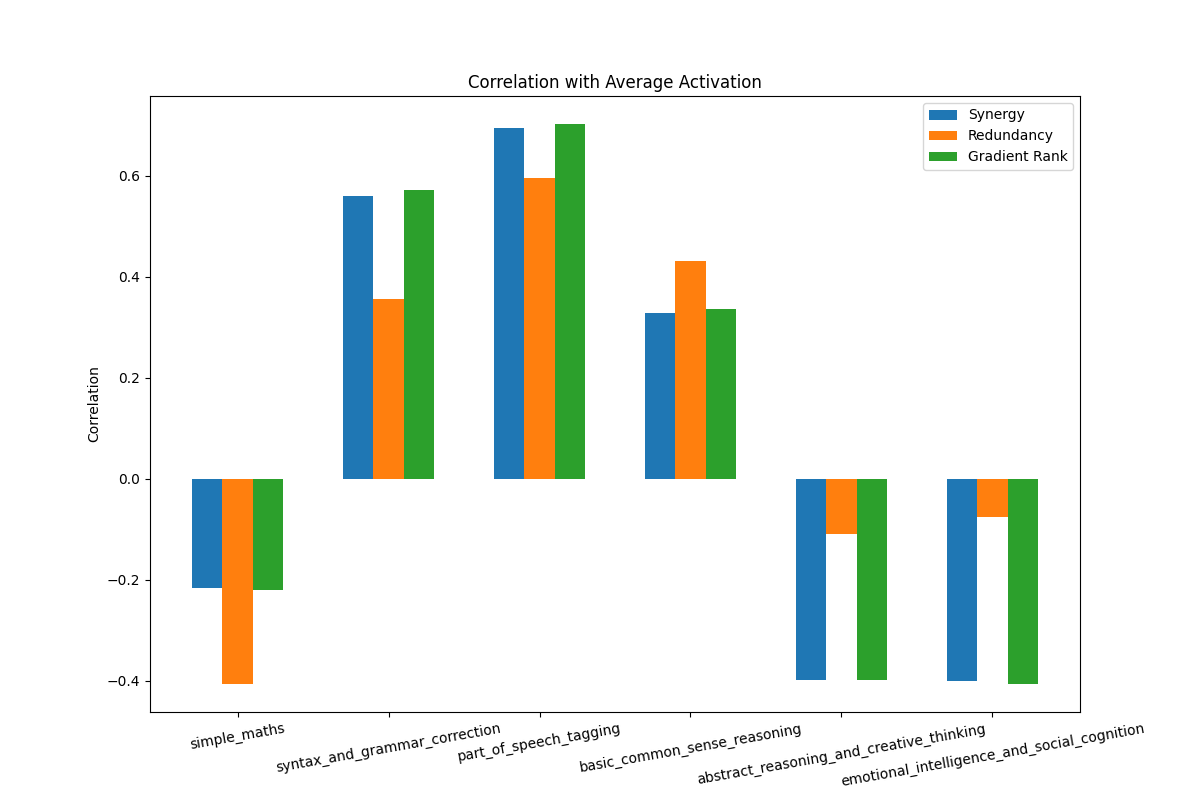 Correlation with Average Activation
Synergy
Redundancy
Gradient Rank
Correlation
0.6
0.4
0.2
0.0
−0.2
−0.4
simple_maths
syntax_and_grammar_correction
part_of_speech_tagging
basic_common_sense_reasoning
abstract_reasoning_and_creative_thinking
emotional_intelligence_and_social_cognition